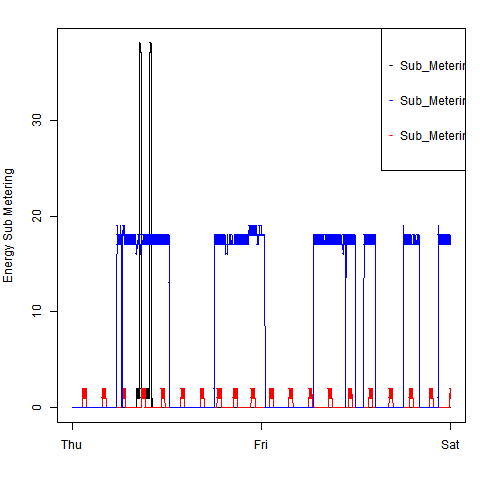 Sub_Meterin
Sub_Meterin
Sub_Meterin
Energy Sub Metering
30
20
10
0
Thu
Fri
Sat